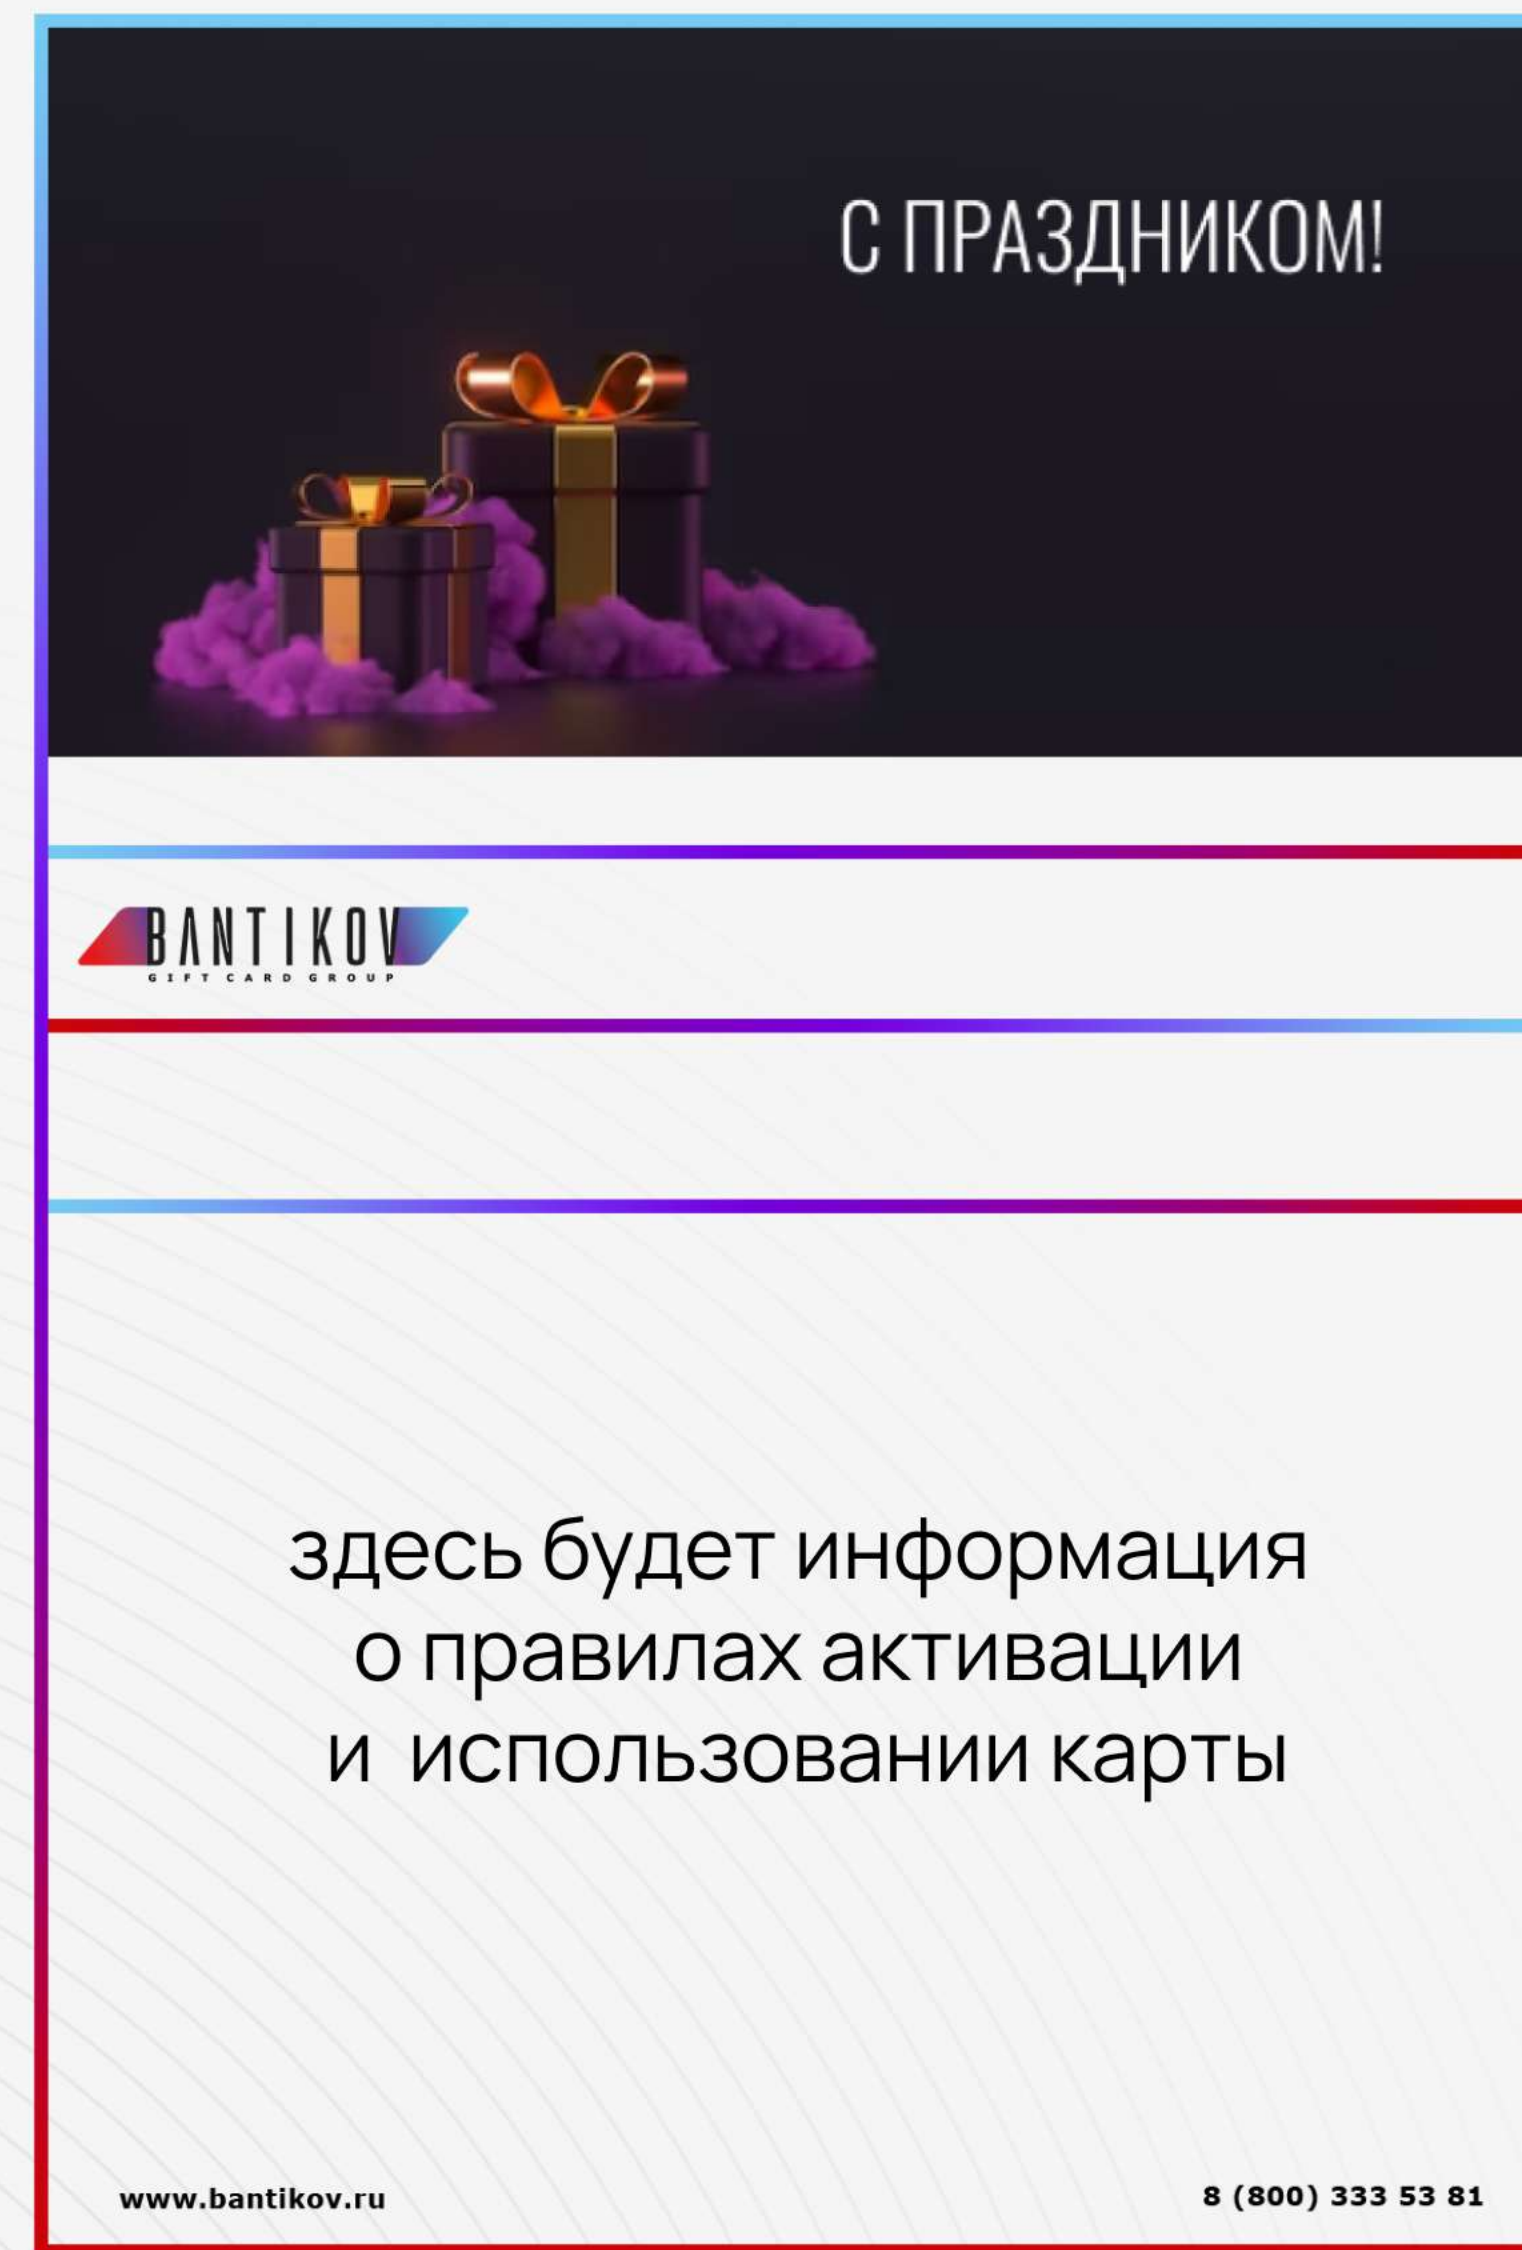 С ПРАЗДНИКОМ!
BANTIKOV
GIFT CARD GROUP
здесь будет информация
о правилах активации
и использовании карты
www.bantikov.ru
8 (800) 333 53 81